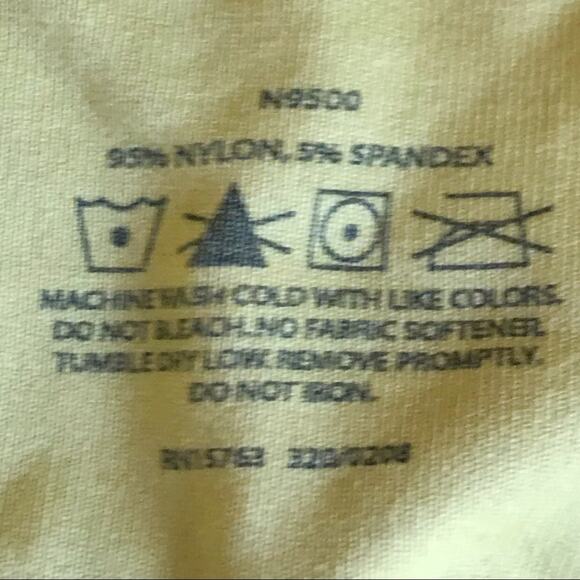 N9500
95% NYLON, 5% SPANDEX
MACHINE WASH COLD WITH LIKE COLORS.
DO NOT BLEACH. NO FABRIC SOFTENER.
TUMBLE DRY LOW. REMOVE PROMPTLY.
DO NOT IRON.
RN15763